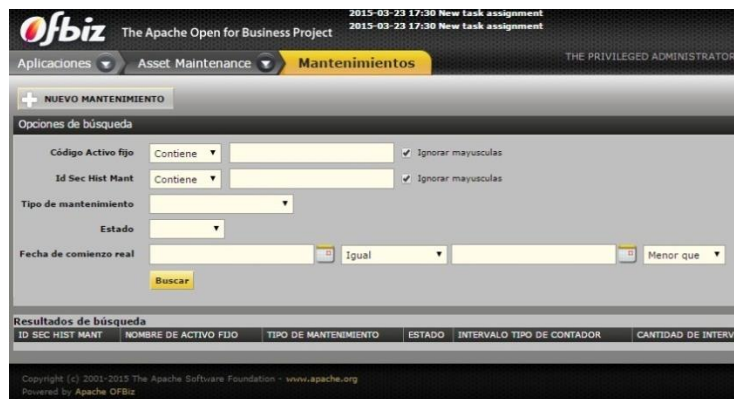 2015-03-23 17:30 New task assignment
2015-03-23 17:30 New task assignment
Ofbiz The Apache Open for Business Project
Aplicaciones Asset Maintenance Mantenimientos THE PRIVILEGED ADMINISTRATOR
NUEVO MANTENIMIENTO
Opciones de búsqueda
Código Activo fijo Contiene Ignorar mayusculas
Id Sec Hist Mant Contiene Ignorar mayusculas
Tipo de mantenimiento
Estado
Fecha de comienzo real Igual Menor que
Buscar
Resultados de búsqueda
ID SEC HIST MANT NOMBRE DE ACTIVO FIJO TIPO DE MANTENIMIENTO ESTADO INTERVALO TIPO DE CONTADOR CANTIDAD DE INTERV
Copyright (c) 2001-2015 The Apache Software Foundation - www.apache.org
Powered by Apache OFBiz